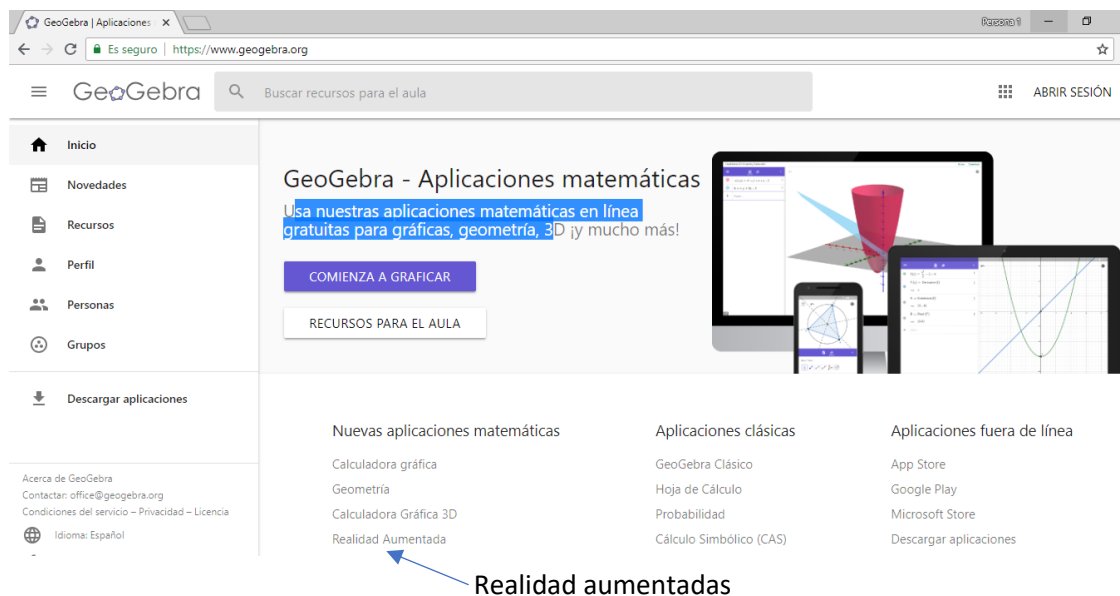 GeoGebra | Aplicaciones
Persona 1
Es seguro | https://www.geogebra.org
GeoGebra
Buscar recursos para el aula
ABRIR SESIÓN
Inicio
Novedades
Recursos
Perfil
Personas
Grupos
Descargar aplicaciones
Acerca de GeoGebra
Contactar: office@geogebra.org
Condiciones del servicio – Privacidad – Licencia
Idioma: Español
GeoGebra - Aplicaciones matemáticas
Usa nuestras aplicaciones matemáticas en línea
gratuitas para gráficas, geometría, 3D ¡y mucho más!
COMIENZA A GRAFICAR
RECURSOS PARA EL AULA
Nuevas aplicaciones matemáticas
Calculadora gráfica
Geometría
Calculadora Gráfica 3D
Realidad Aumentada
Aplicaciones clásicas
GeoGebra Clásico
Hoja de Cálculo
Probabilidad
Cálculo Simbólico (CAS)
Aplicaciones fuera de línea
App Store
Google Play
Microsoft Store
Descargar aplicaciones
Realidad aumentadas